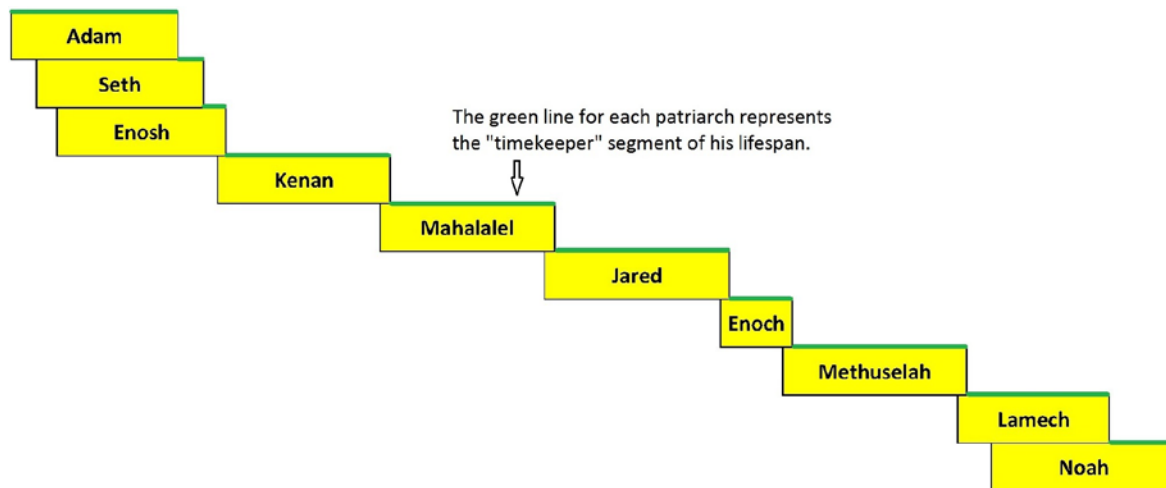 Adam
Seth
Enosh
The green line for each patriarch represents
the "timekeeper" segment of his lifespan.
Kenan
Mahalalel
Jared
Enoch
Methuselah
Lamech
Noah